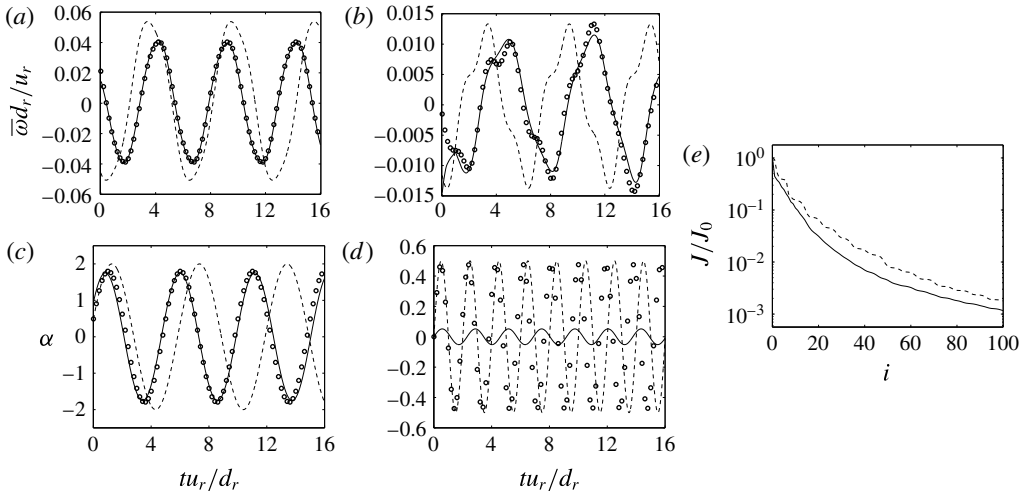 (a)
0.06
0.04
0.02
0
−0.02
−0.04
−0.06
0 4 8 12 16
ω̅d_r/u_r
(b)
0.015
0.010
0.005
0
−0.005
−0.010
−0.015
0 4 8 12 16
(c)
2
1
0
−1
−2
0 4 8 12 16
α
tu_r/d_r
(d)
0.6
0.4
0.2
0
−0.2
−0.4
−0.6
0 4 8 12 16
tu_r/d_r
(e)
10^0
10^−1
10^−2
10^−3
0 20 40 60 80 100
J/J_0
i